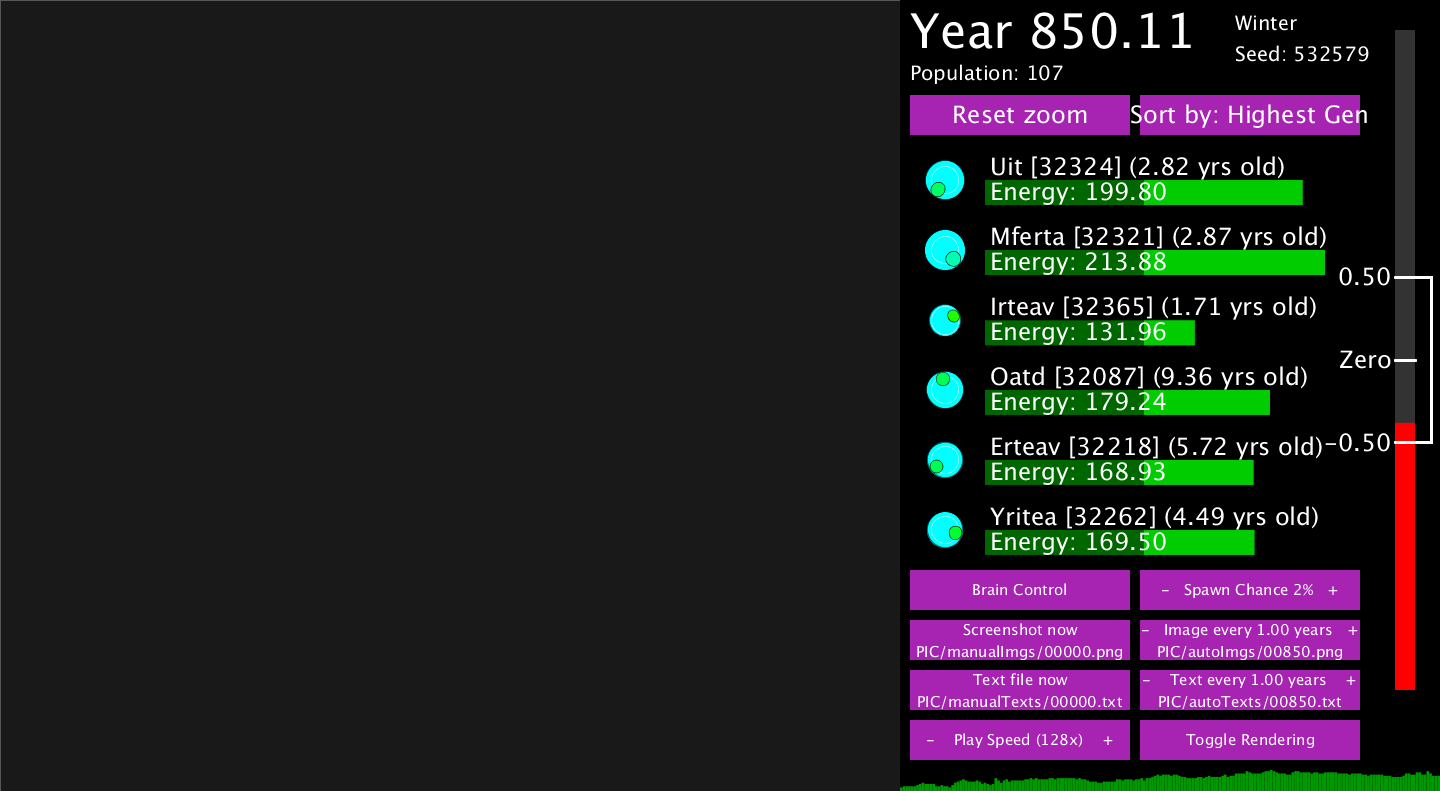 Year 850.11
Winter
Seed: 532579
Population: 107
Reset zoom
Sort by: Highest Gen
Uit [32324] (2.82 yrs old)
Energy: 199.80
Mferta [32321] (2.87 yrs old)
Energy: 213.88
0.50
Irteav [32365] (1.71 yrs old)
Energy: 131.96
Zero
Oatd [32087] (9.36 yrs old)
Energy: 179.24
Erteav [32218] (5.72 yrs old)
-0.50
Energy: 168.93
Yritea [32262] (4.49 yrs old)
Energy: 169.50
Brain Control
- Spawn Chance 2% +
Screenshot now
PIC/manualImgs/00000.png
- Image every 1.00 years +
PIC/autoImgs/00850.png
Text file now
PIC/manualTexts/00000.txt
- Text every 1.00 years +
PIC/autoTexts/00850.txt
- Play Speed (128x) +
Toggle Rendering